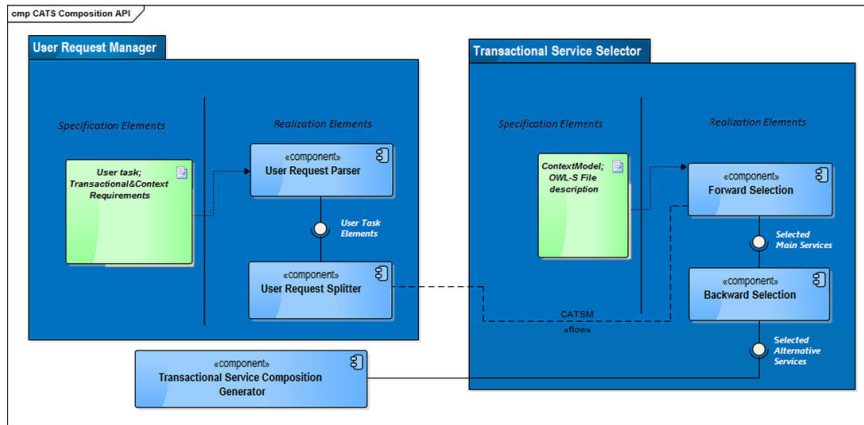 cmp CATS Composition API
User Request Manager
Specification Elements
Realization Elements
User task;
Transactional&Context
Requirements
«component»
User Request Parser
User Task
Elements
«component»
User Request Splitter
Transactional Service Selector
Specification Elements
Realization Elements
ContextModel;
OWL-S File
description
«component»
Forward Selection
Selected
Main Services
«component»
Backward Selection
CATSM
«flow»
Selected
Alternative
Services
«component»
Transactional Service Composition
Generator